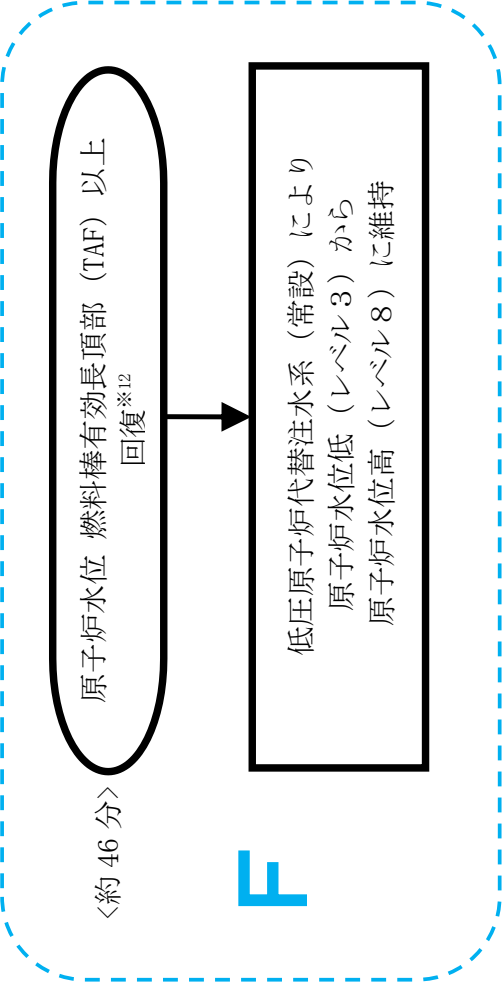 <約 46 分>
原子炉水位 燃料棒有効長頂部（TAF）以上
回復※12
F
低圧原子炉代替注水系（常設）により
原子炉水位低（レベル３）から
原子炉水位高（レベル８）に維持